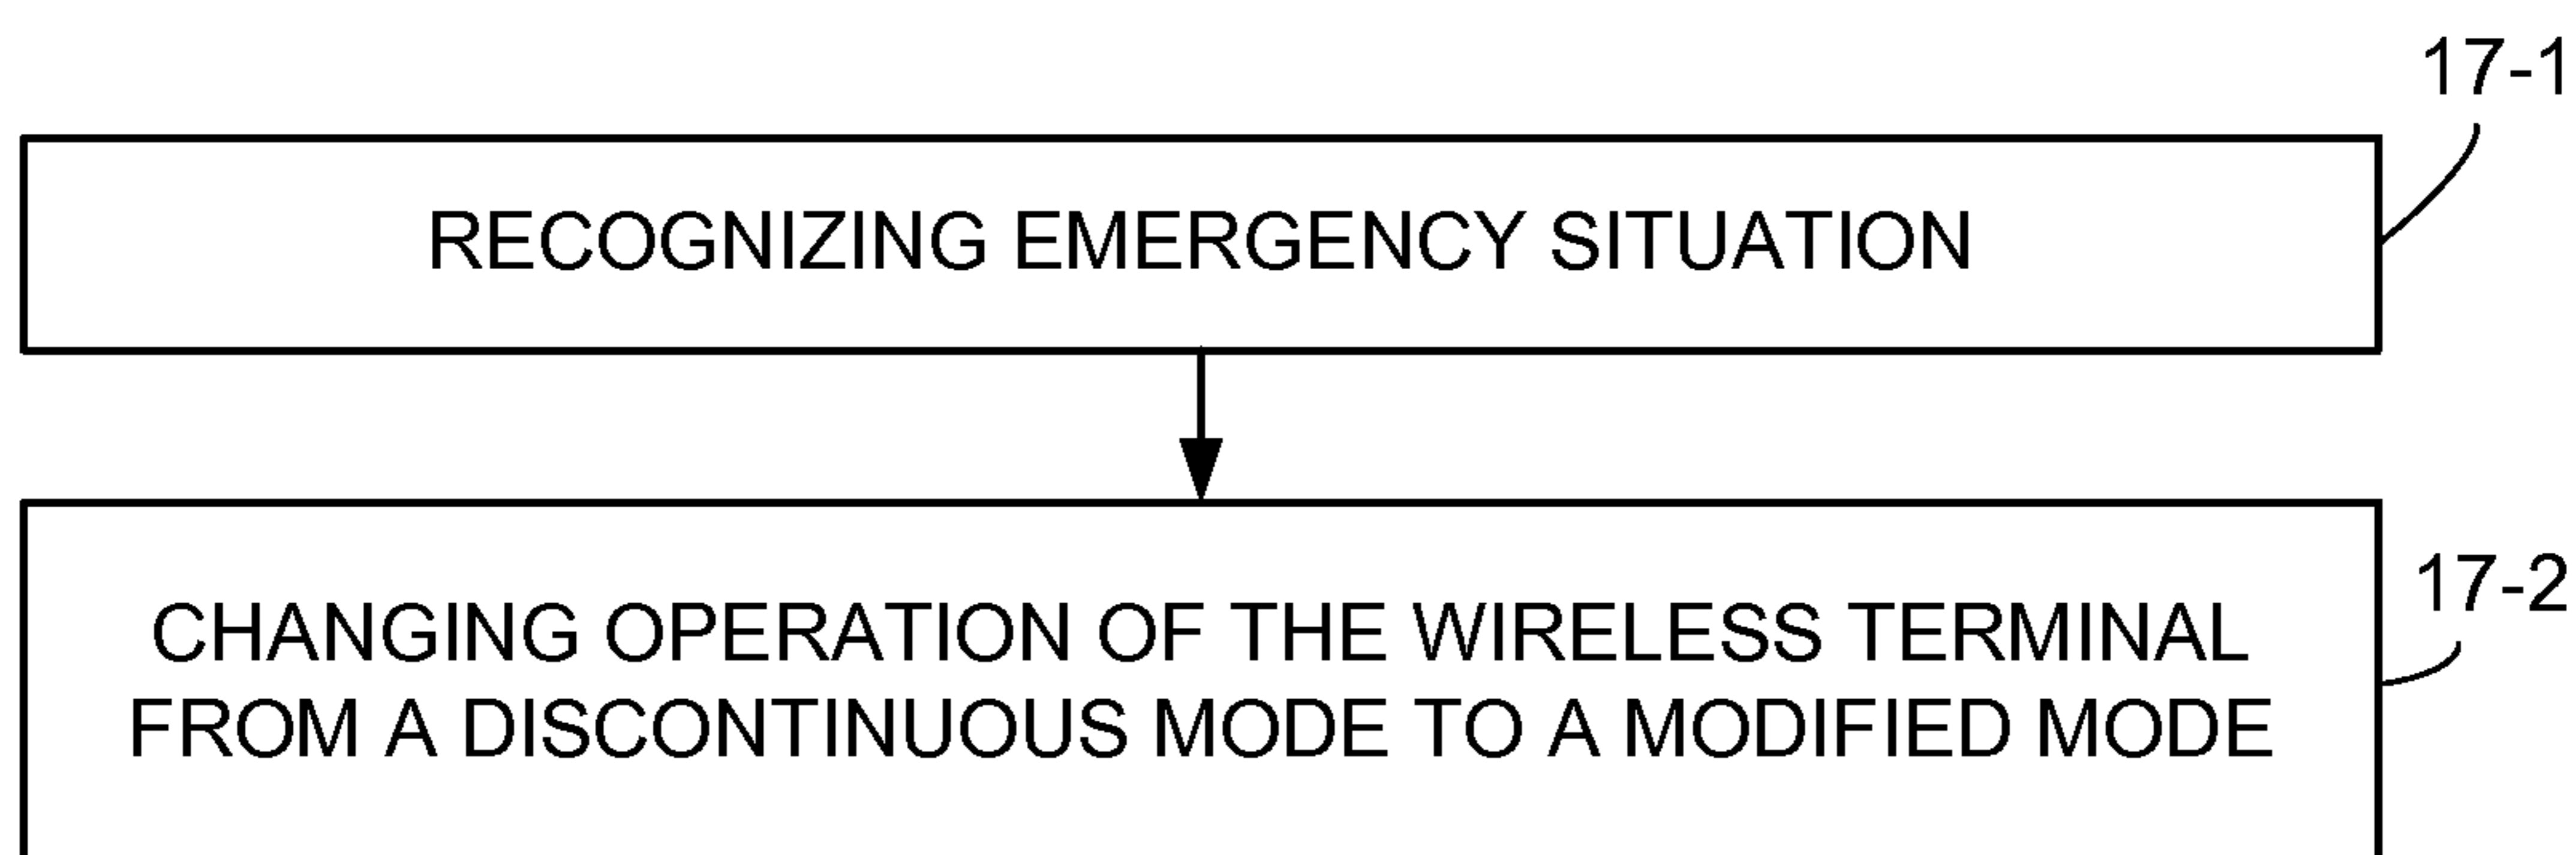 17-1
RECOGNIZING EMERGENCY SITUATION
17-2
CHANGING OPERATION OF THE WIRELESS TERMINAL
FROM A DISCONTINUOUS MODE TO A MODIFIED MODE